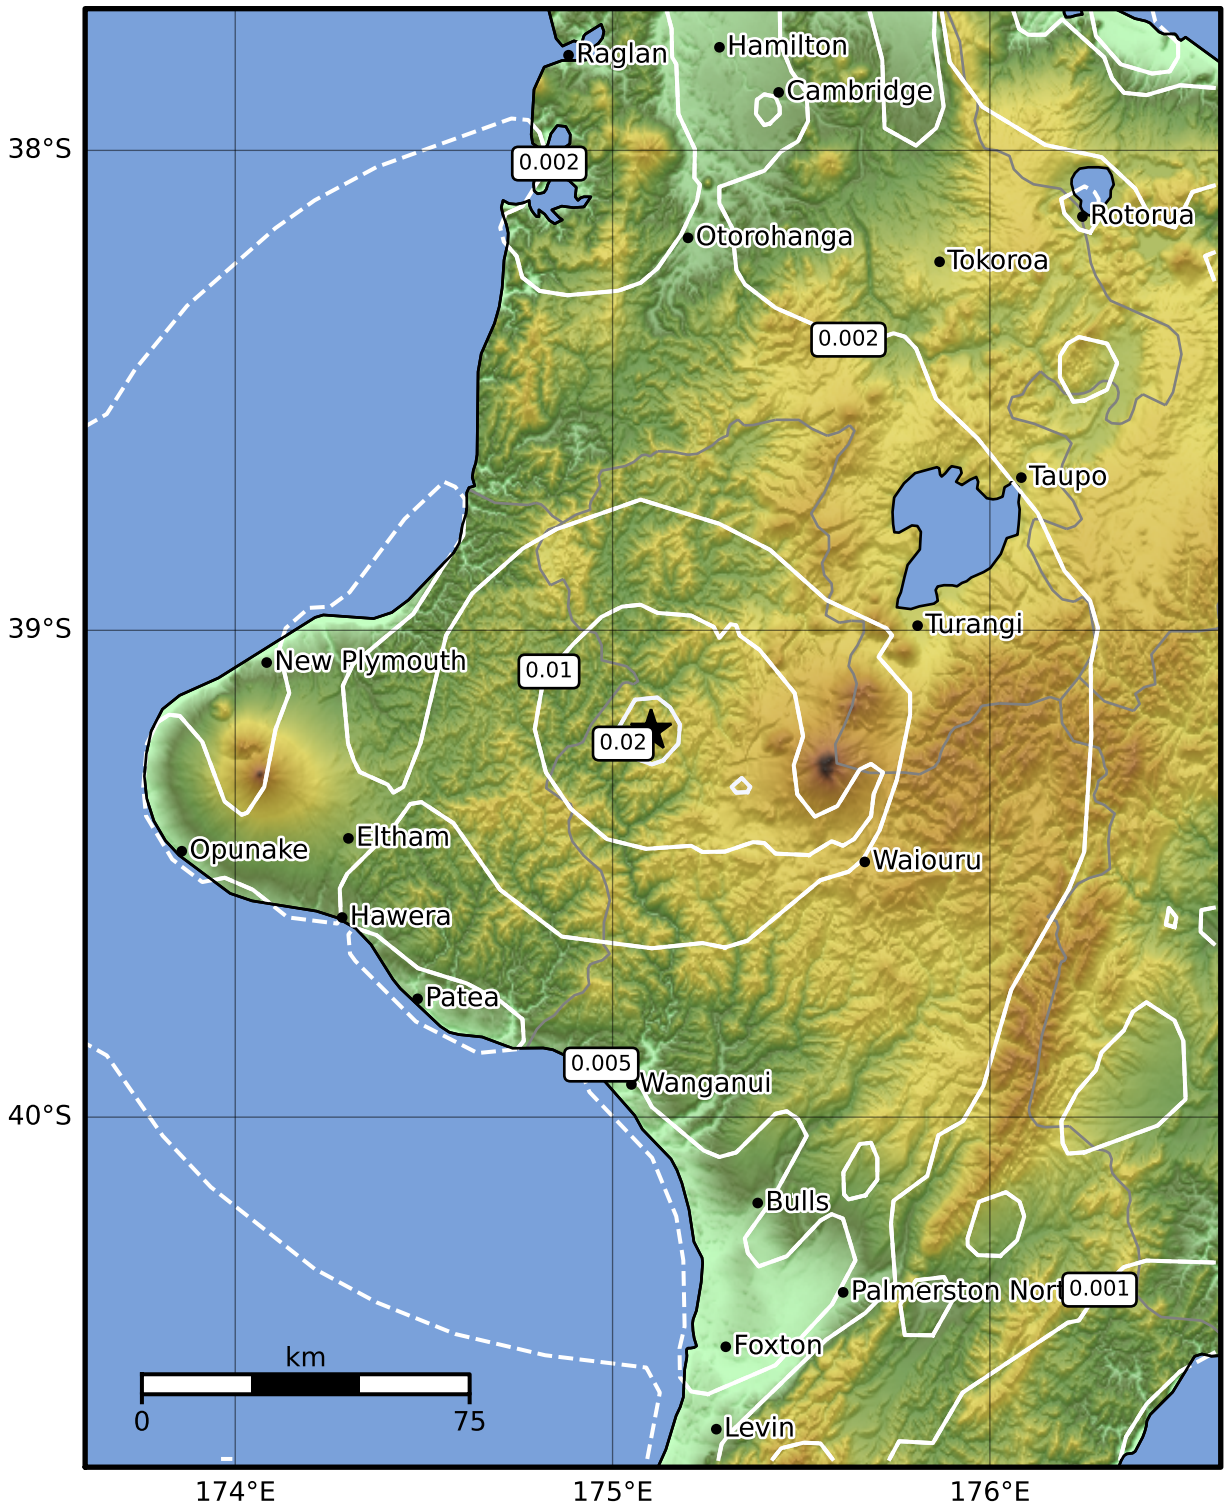 Raglan
Hamilton
Cambridge
38°S
0.002
Rotorua
Otorohanga
Tokoroa
0.002
Taupo
39°S
Turangi
New Plymouth
0.01
0.02
Eltham
Opunake
Waiouru
Hawera
Patea
0.005
Wanganui
40°S
Bulls
Palmerston Nort
0.001
Foxton
km
0
75
Levin
174°E
175°E
176°E